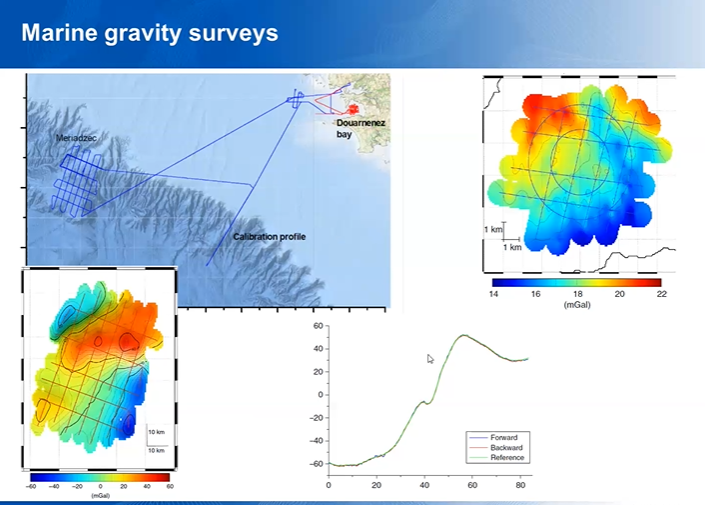 Marine gravity surveys
Meriadzec
Douarnenez
bay
Calibration profile
1 km
1 km
14 16 18 20 22
(mGal)
10 km
10 km
−60 −40 −20 0 20 40 60
(mGal)
60
40
20
0
−20
−40
−60
0 20 40 60 80
Forward
Backward
Reference